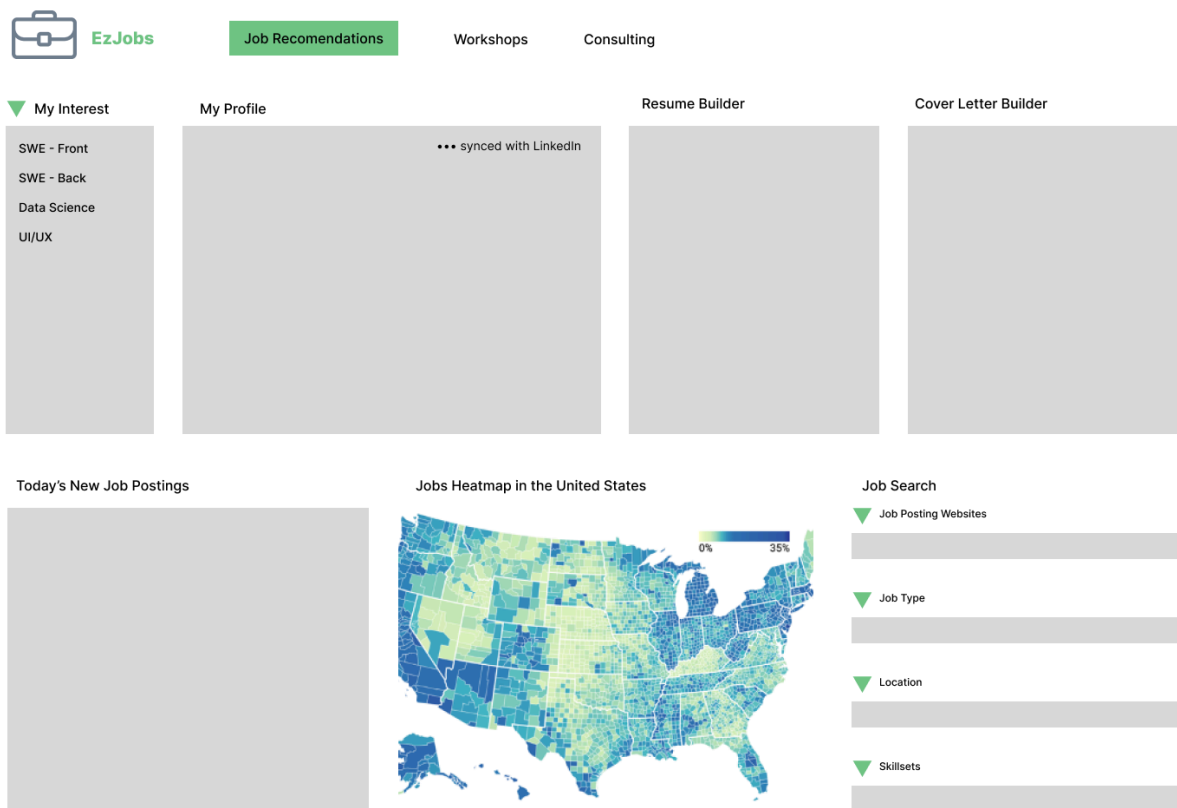 EzJobs
Job Recomendations
Workshops
Consulting
My Interest
SWE - Front
SWE - Back
Data Science
UI/UX
My Profile
••• synced with LinkedIn
Resume Builder
Cover Letter Builder
Today's New Job Postings
Jobs Heatmap in the United States
0%
35%
Job Search
Job Posting Websites
Job Type
Location
Skillsets